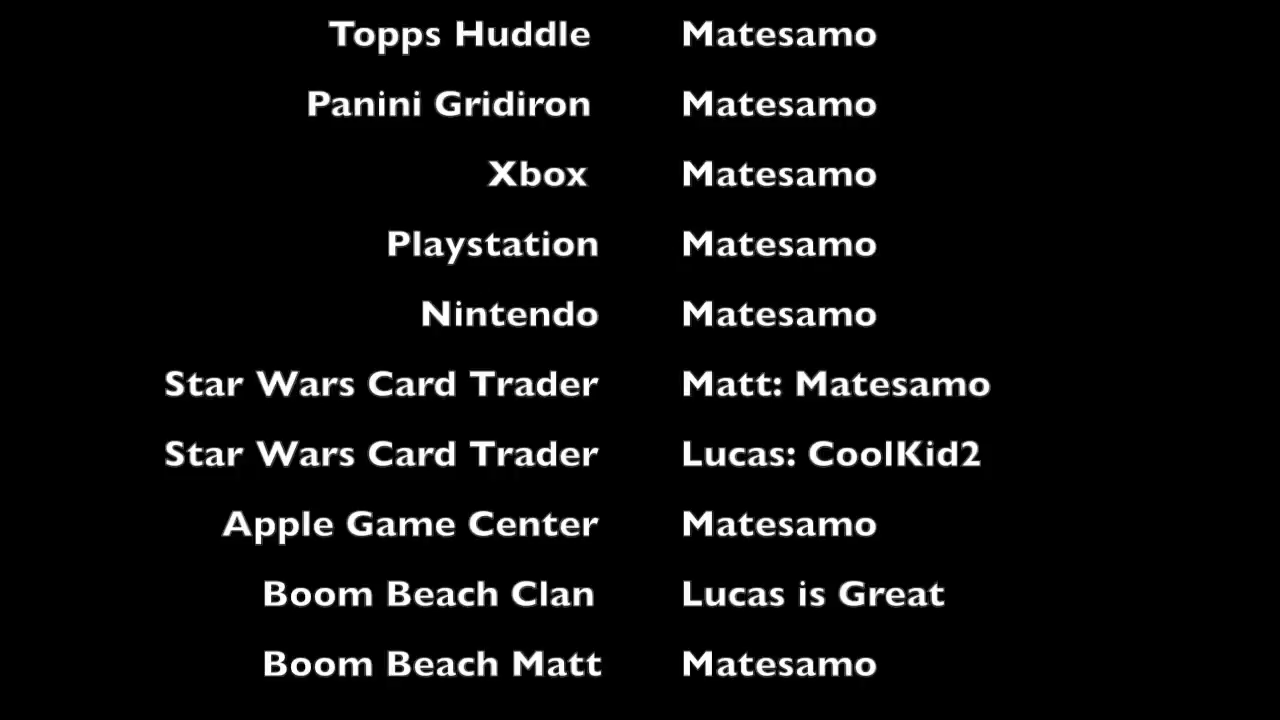 Topps Huddle Matesamo
Panini Gridiron Matesamo
Xbox Matesamo
Playstation Matesamo
Nintendo Matesamo
Star Wars Card Trader Matt: Matesamo
Star Wars Card Trader Lucas: CoolKid2
Apple Game Center Matesamo
Boom Beach Clan Lucas is Great
Boom Beach Matt Matesamo